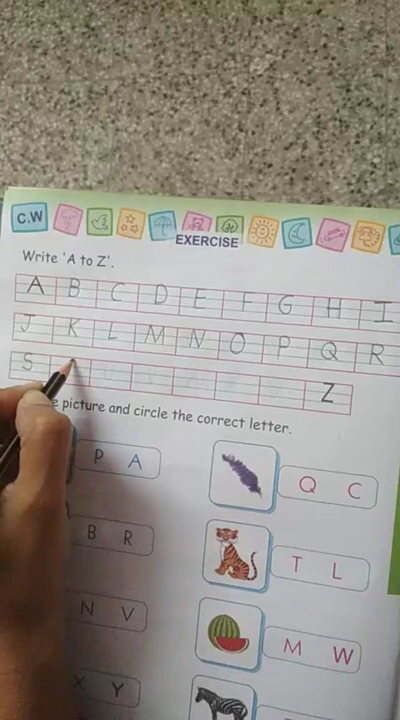 C.W
EXERCISE
Write 'A to Z'.
A B C D E F G H I
J K L M N O P Q R
S Z
picture and circle the correct letter.
P A
Q C
B R
T L
N V
M W
X Y